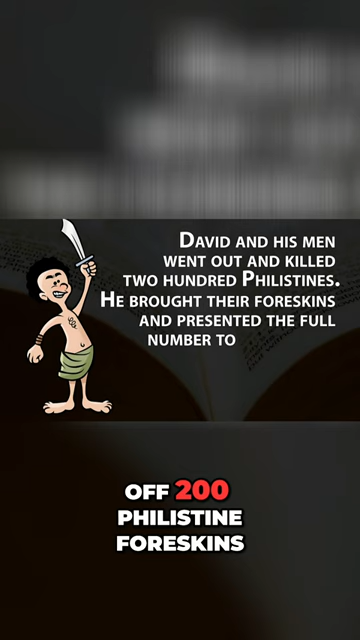 David and his men
went out and killed
two hundred Philistines.
He brought their foreskins
and presented the full
number to
OFF 200
PHILISTINE
FORESKINS